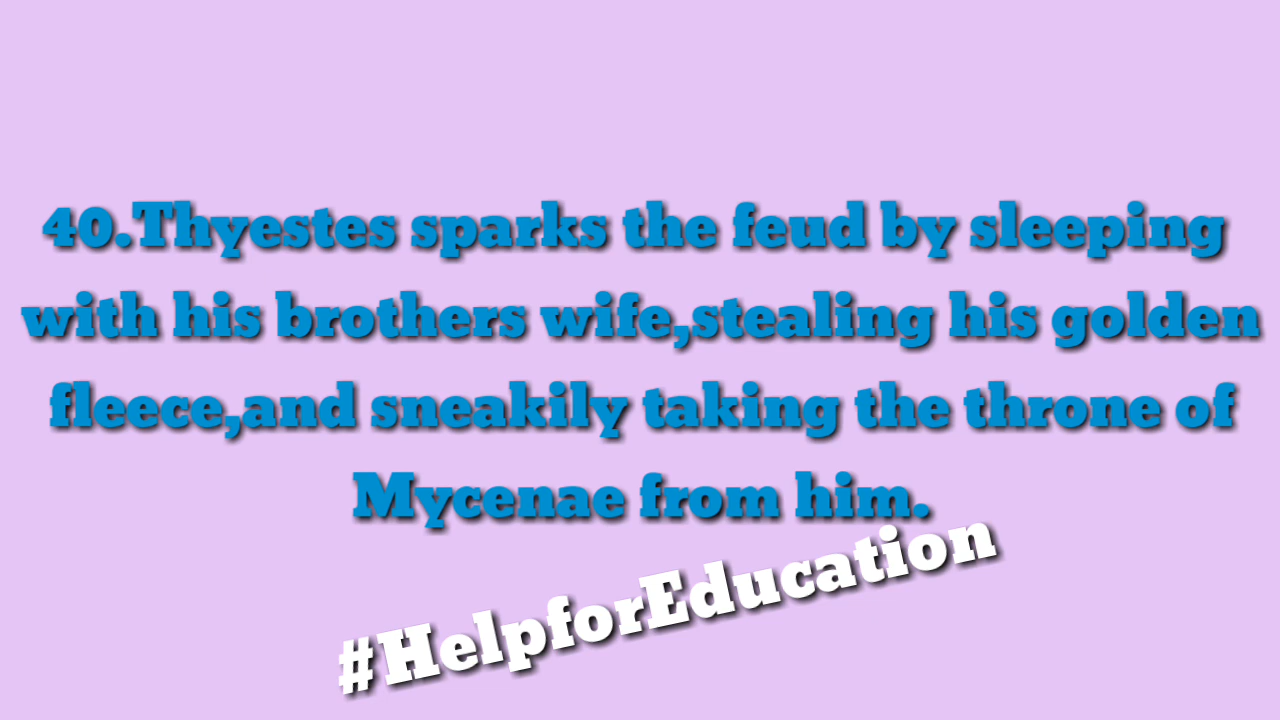 40.Thyestes sparks the feud by sleeping
with his brothers wife,stealing his golden
fleece,and sneakily taking the throne of
Mycenae from him.
#HelpforEducation